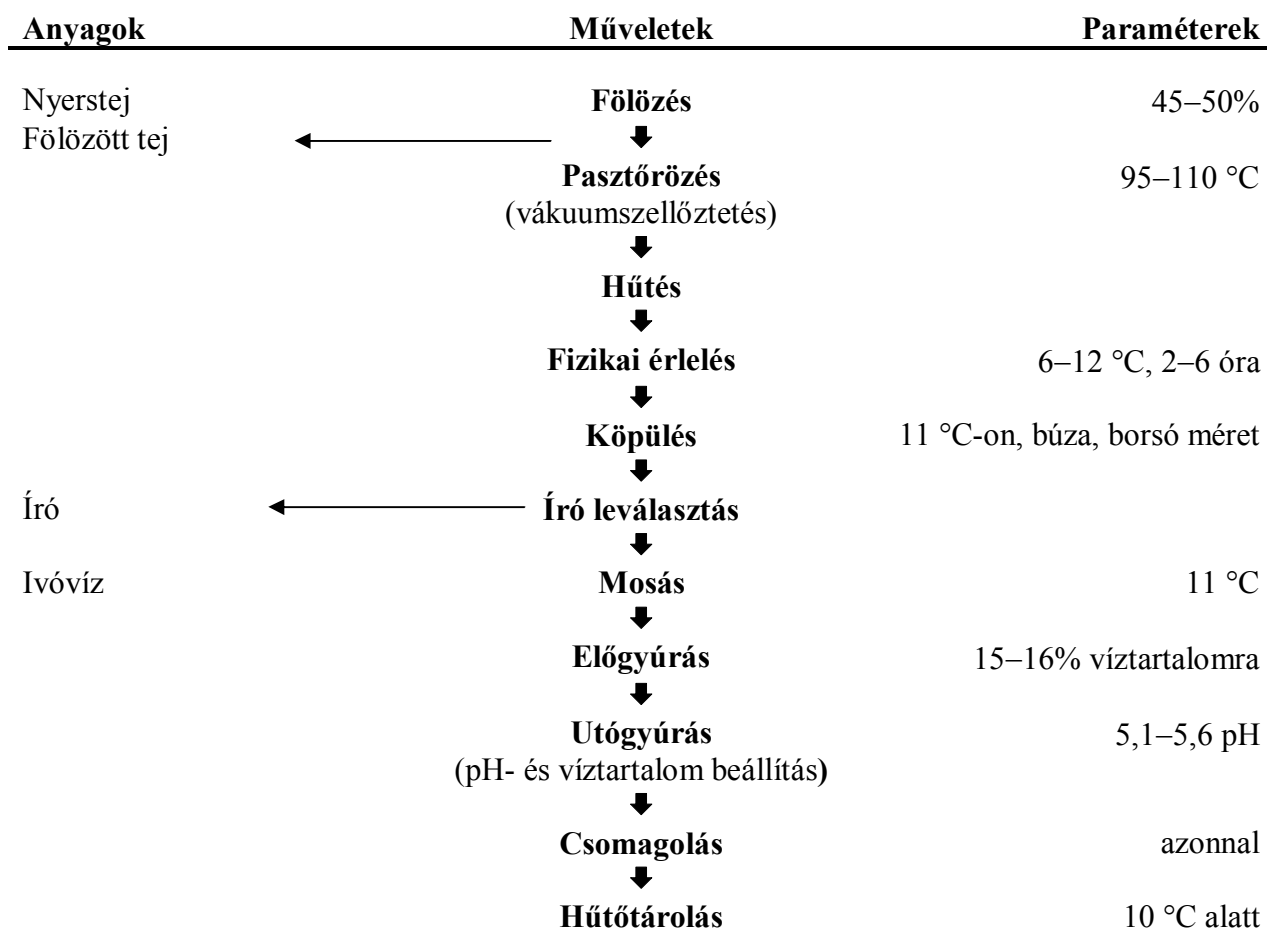 Anyagok Műveletek Paraméterek
Nyerstej Fölözés 45–50%
Fölözött tej
Pasztőrözés 95–110 °C
(vákuumszellőztetés)
Hűtés
Fizikai érlelés 6–12 °C, 2–6 óra
Köpülés 11 °C-on, búza, borsó méret
Író Író leválasztás
Ivóvíz Mosás 11 °C
Előgyúrás 15–16% víztartalomra
Utógyúrás 5,1–5,6 pH
(pH- és víztartalom beállítás)
Csomagolás azonnal
Hűtőtárolás 10 °C alatt